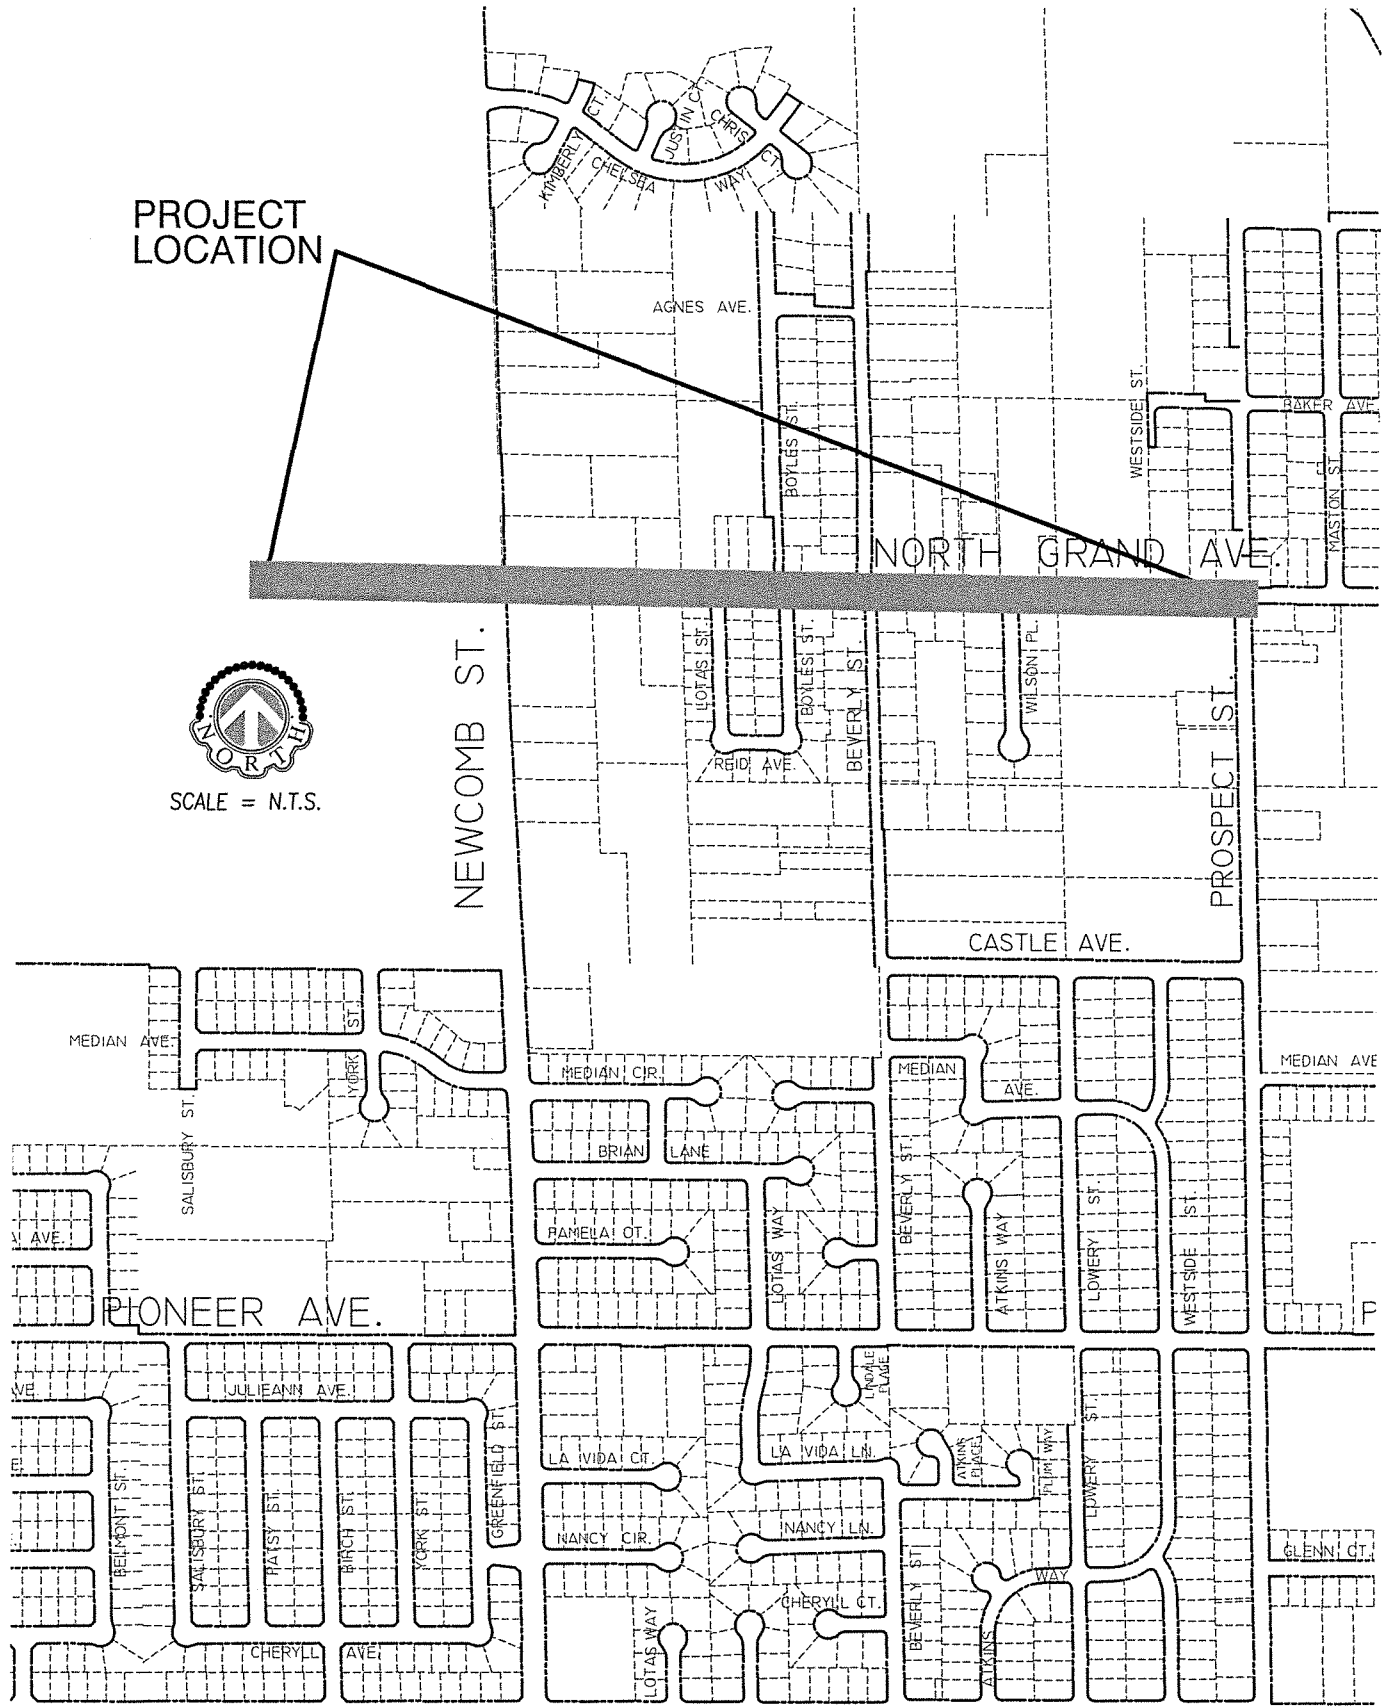 KIMBERLY CT.
JUSTIN CT.
CHRIS CT.
CHELSEA WAY
PROJECT
LOCATION
AGNES AVE.
WESTSIDE ST.
BAKER AVE.
BOYLES ST.
MASTON ST.
NORTH GRAND AVE.
NEWCOMB ST.
LOTAS ST.
BOYLES ST.
BEVERLY ST.
WILSON PL.
PROSPECT ST.
NORTH
REID AVE.
SCALE = N.T.S.
CASTLE AVE.
MEDIAN AVE.
YORK ST.
MEDIAN CIR.
MEDIAN AVE.
MEDIAN AVE
SALISBURY ST.
BRIAN LANE
BEVERLY ST.
A AVE.
PAMELA CT.
LOTAS WAY
ATKINS WAY
LOWERY ST.
WESTSIDE ST.
PIONEER AVE.
P
AVE
JULIEANN AVE.
LINDALE
PLACE
GREENFIELD ST.
LA VIDA CT.
LA VIDA LN.
ATKINS
PLACE
PLUM WAY
LOWERY ST.
E
BELMONT ST.
SALISBURY ST.
PATSY ST.
BIRCH ST.
YORK ST.
NANCY CIR.
NANCY LN.
GLENN CT.
BEVERLY ST.
ATKINS WAY
CHERYLL CT.
LOTAS WAY
CHERYLL AVE.